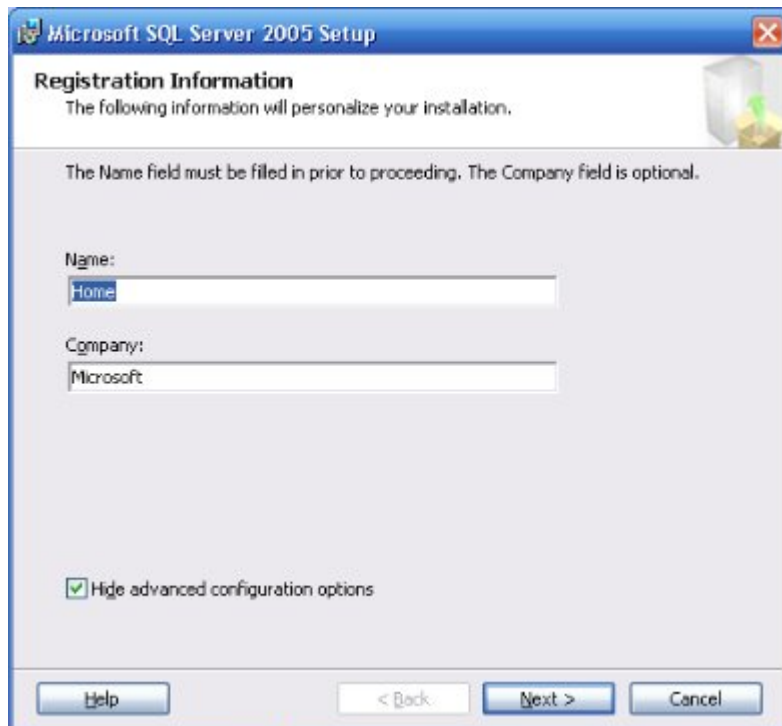 Microsoft SQL Server 2005 Setup
Registration Information
The following information will personalize your installation.
The Name field must be filled in prior to proceeding. The Company field is optional.
Name:
Home
Company:
Microsoft
Hide advanced configuration options
Help
< Back
Next >
Cancel